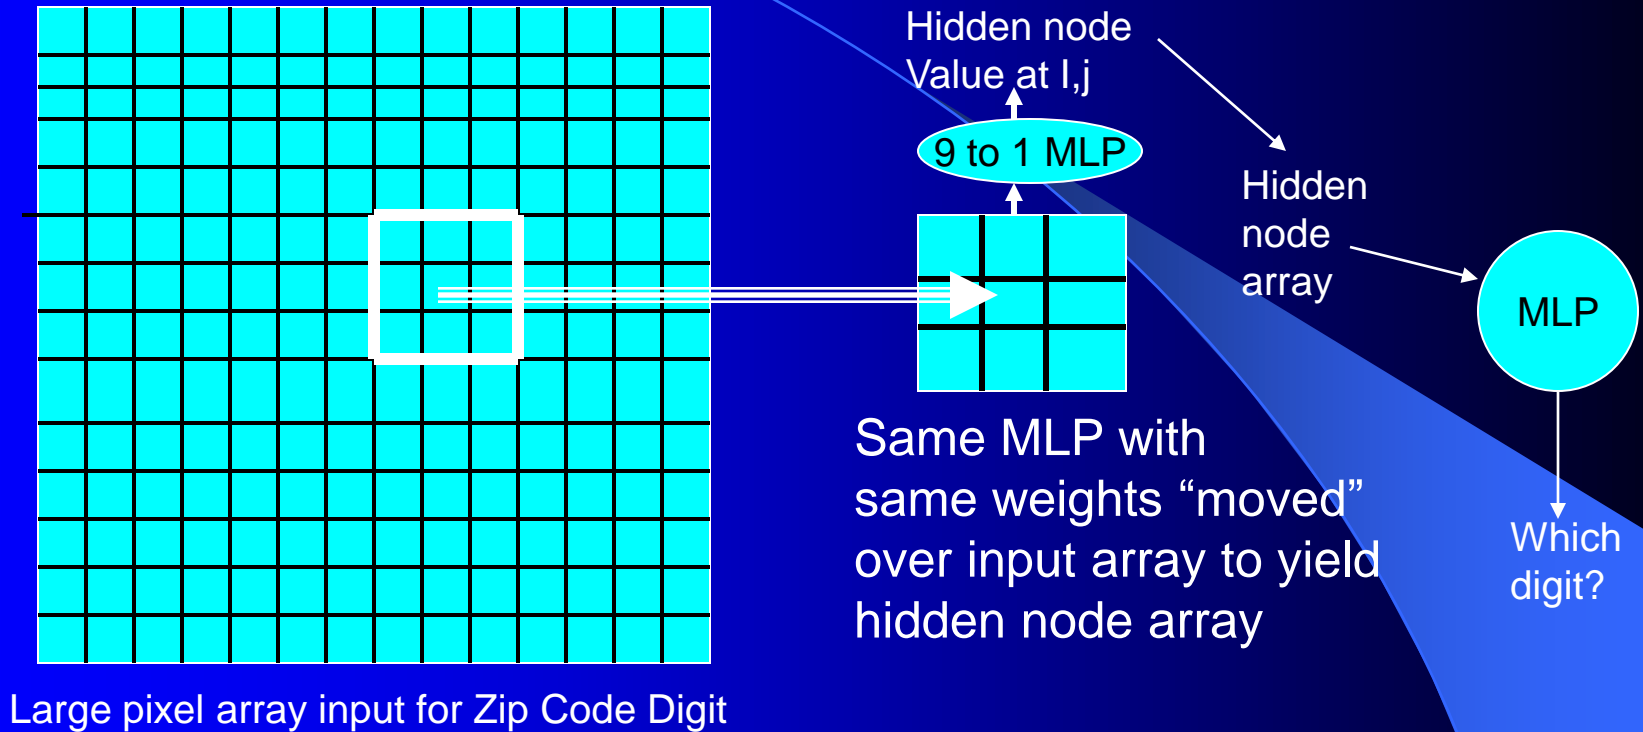 Hidden node
Value at I,j
9 to 1 MLP
Hidden
node
array
MLP
Same MLP with
same weights “moved”
over input array to yield
hidden node array
Which
digit?
Large pixel array input for Zip Code Digit